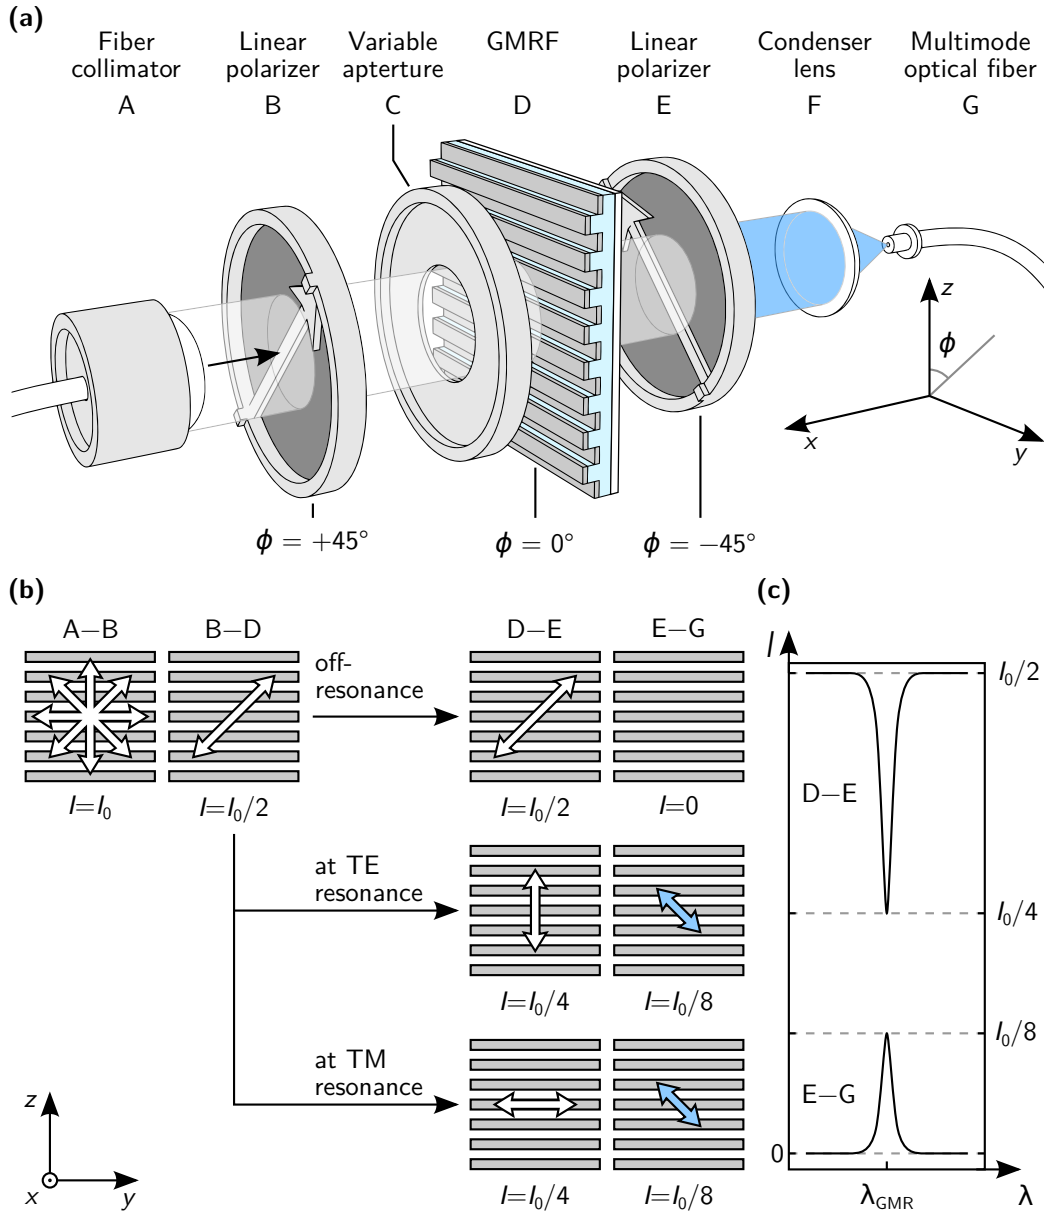 (a)
Fiber collimator
A
Linear polarizer
B
Variable apterture
C
GMRF
D
Linear polarizer
E
Condenser lens
F
Multimode optical fiber
G
z
ϕ
x
y
ϕ = +45°
ϕ = 0°
ϕ = −45°
(b)
A−B
B−D
off-resonance
D−E
E−G
I=I₀
I=I₀/2
I=I₀/2
I=0
at TE resonance
I=I₀/4
I=I₀/8
at TM resonance
I=I₀/4
I=I₀/8
z
x
y
(c)
I
I₀/2
D−E
I₀/4
I₀/8
E−G
0
λGMR
λ